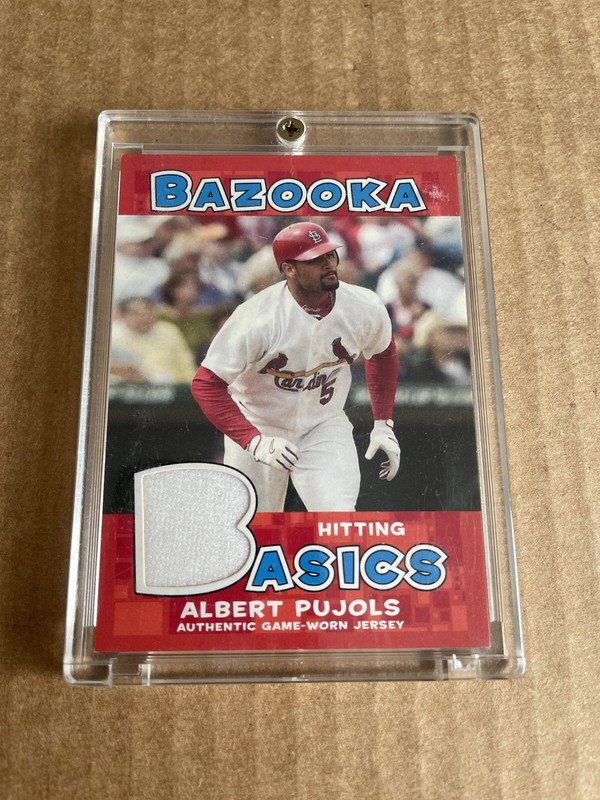 BAZOOKA
Cardinals
5
HITTING
BASICS
ALBERT PUJOLS
AUTHENTIC GAME-WORN JERSEY